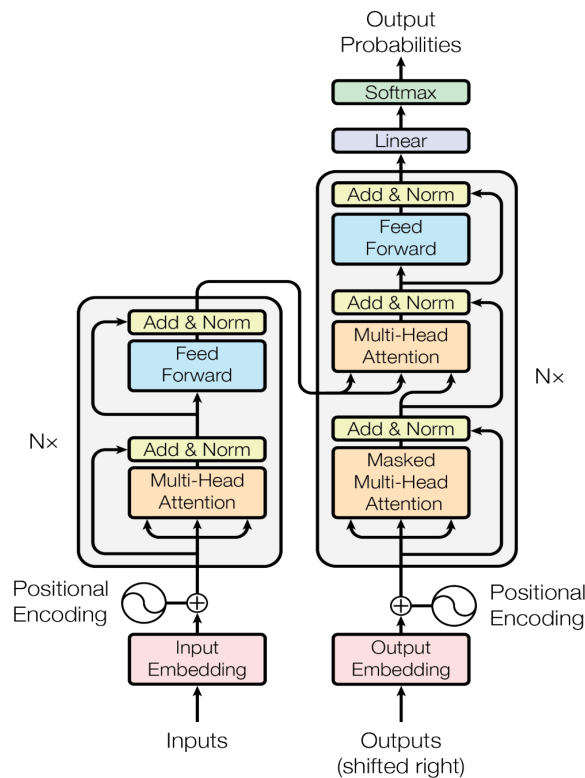 Output
Probabilities
Softmax
Linear
Add & Norm
Feed
Forward
Add & Norm
Multi-Head
Attention
Add & Norm
Masked
Multi-Head
Attention
Nx
Add & Norm
Feed
Forward
Add & Norm
Multi-Head
Attention
Nx
Positional
Encoding
Positional
Encoding
Input
Embedding
Output
Embedding
Inputs
Outputs
(shifted right)